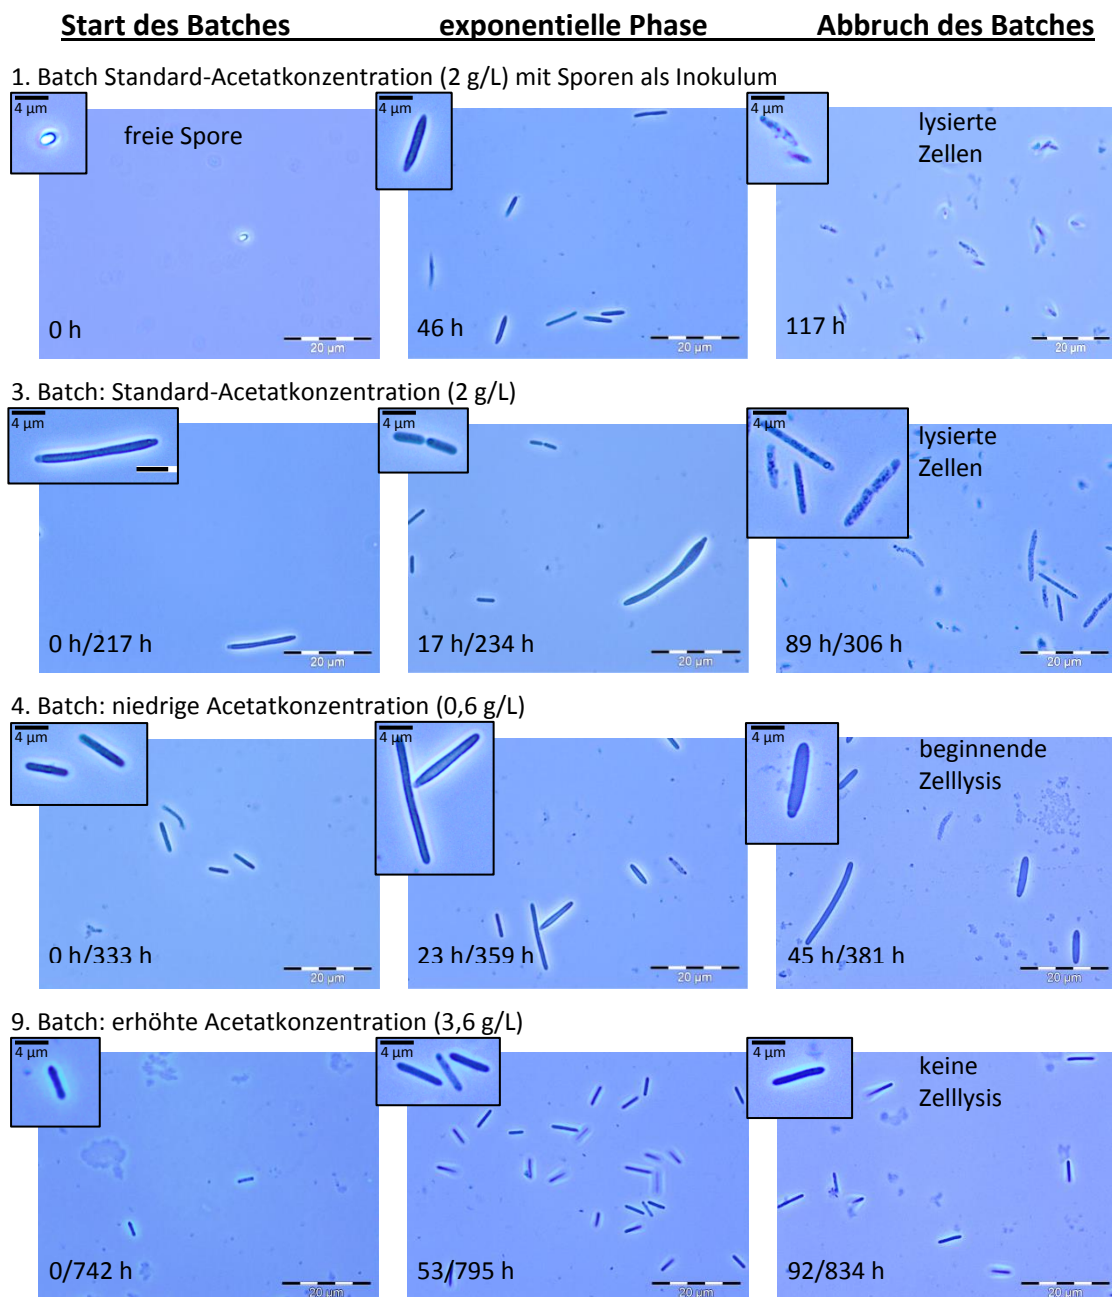 Start des Batches exponentielle Phase Abbruch des Batches
1. Batch Standard-Acetatkonzentration (2 g/L) mit Sporen als Inokulum
4 µm
freie Spore
0 h
20 µm
4 µm
46 h
20 µm
4 µm
lysierte
Zellen
117 h
20 µm
3. Batch: Standard-Acetatkonzentration (2 g/L)
4 µm
0 h/217 h
20 µm
4 µm
17 h/234 h
20 µm
4 µm
lysierte
Zellen
89 h/306 h
20 µm
4. Batch: niedrige Acetatkonzentration (0,6 g/L)
4 µm
0 h/333 h
20 µm
4 µm
23 h/359 h
20 µm
4 µm
beginnende
Zelllysis
45 h/381 h
20 µm
9. Batch: erhöhte Acetatkonzentration (3,6 g/L)
4 µm
0/742 h
20 µm
4 µm
53/795 h
20 µm
4 µm
keine
Zelllysis
92/834 h
20 µm